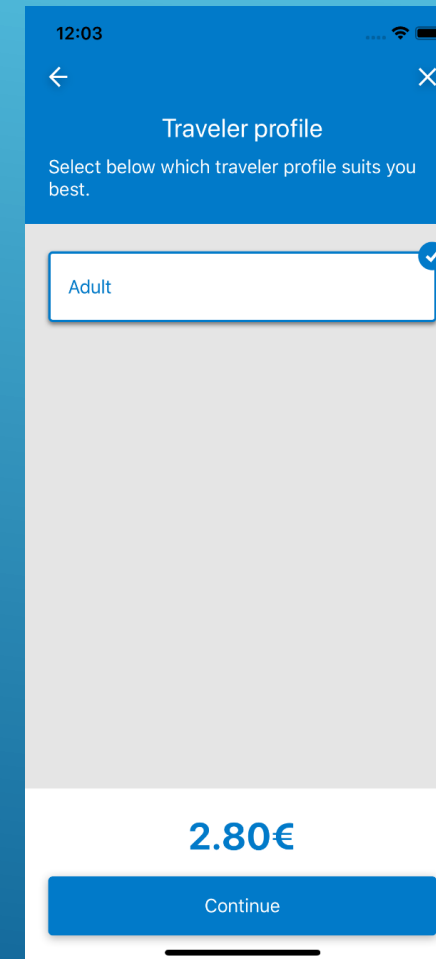 12:03
Traveler profile
Select below which traveler profile suits you
best.
Adult
2.80€
Continue